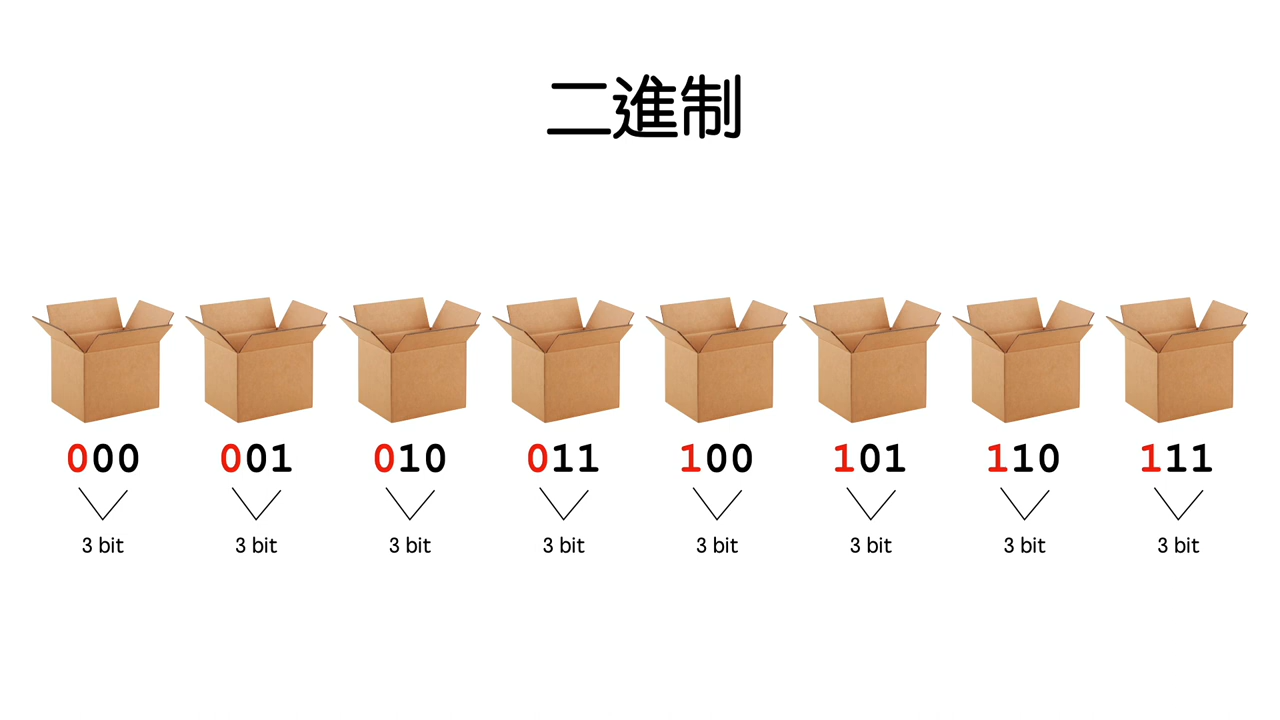 二進制
000 001 010 011 100 101 110 111
3 bit 3 bit 3 bit 3 bit 3 bit 3 bit 3 bit 3 bit